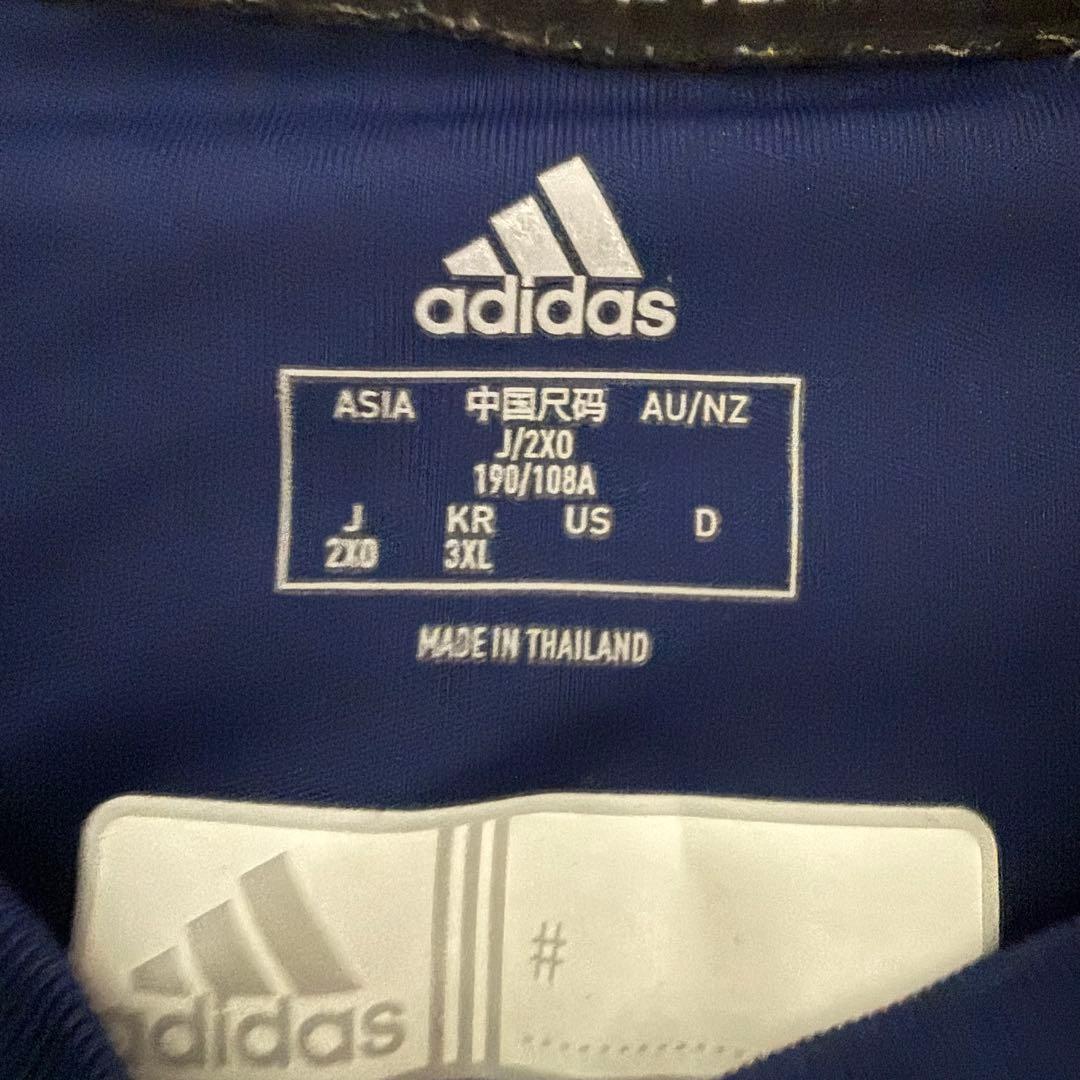 adidas
ASIA 中国尺码 AU/NZ
J/2XO
190/108A
J KR US D
2XO 3XL
MADE IN THAILAND
adidas #